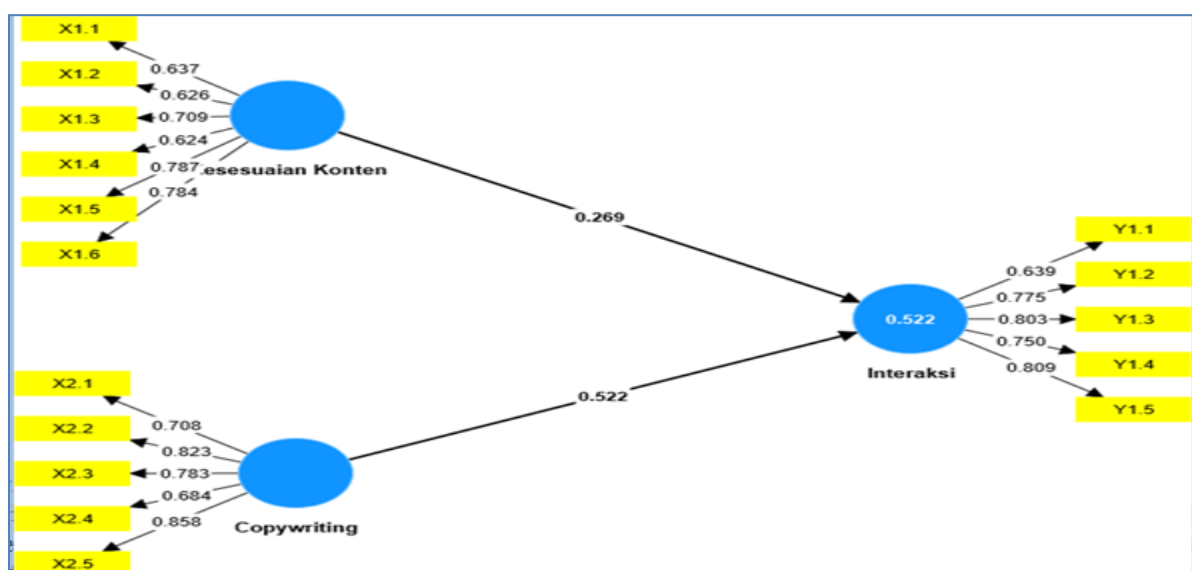 X1.1
X1.2
X1.3
X1.4
X1.5
X1.6
0.637
0.626
0.709
0.624
0.787
0.784
Konten
0.269
Y1.1
Y1.2
Y1.3
Y1.4
Y1.5
0.639
0.775
0.803
0.750
0.809
0.522
Interaksi
0.522
X2.1
X2.2
X2.3
X2.4
X2.5
0.708
0.823
0.783
0.684
0.858
Copywriting